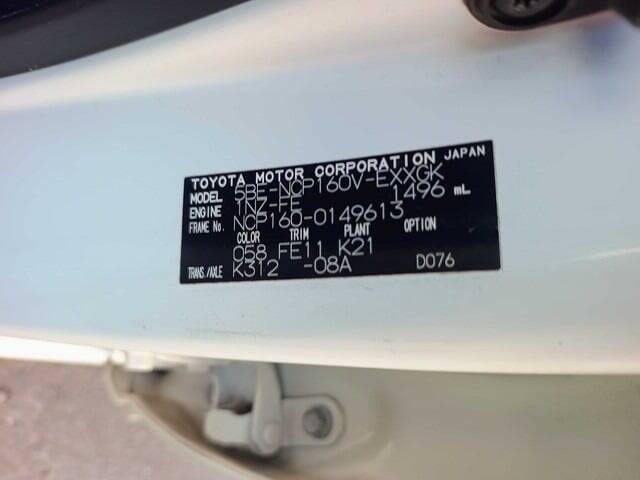 TOYOTA MOTOR CORPORATION JAPAN
MODEL 5BE-NCP160V-EXXGK
ENGINE 1NZ-FE 1496 mL
FRAME No. NCP160-0149613
COLOR TRIM PLANT OPTION
058 FE11 K21
TRANS./AXLE K312 -08A D076